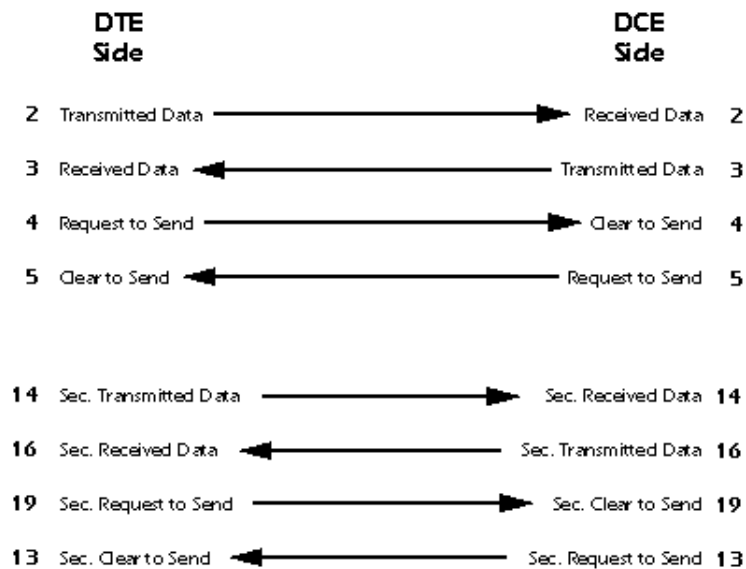 DTE DCE
Side Side
2 Transmitted Data Received Data 2
3 Received Data Transmitted Data 3
4 Request to Send Clear to Send 4
5 Clear to Send Request to Send 5
14 Sec. Transmitted Data Sec. Received Data 14
16 Sec. Received Data Sec. Transmitted Data 16
19 Sec. Request to Send Sec. Clear to Send 19
13 Sec. Clear to Send Sec. Request to Send 13